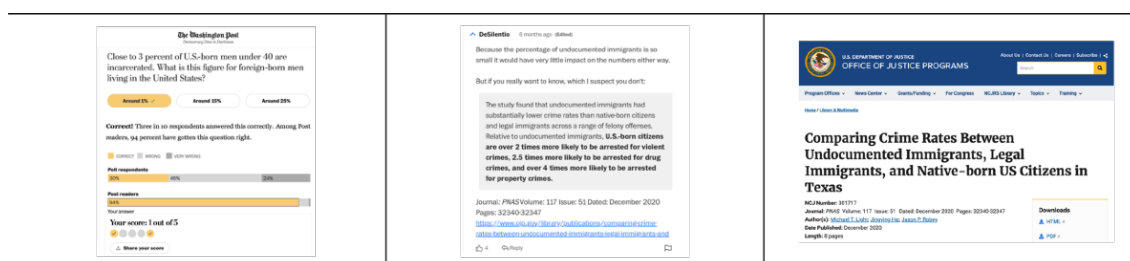 The Washington Post
Democracy Dies in Darkness
Close to 3 percent of U.S.-born men under 40 are
incarcerated. What is this figure for foreign-born men
living in the United States?
Around 1% ✓
Around 15%
Around 25%
Correct! Three in 10 respondents answered this correctly. Among Post
readers, 94 percent have gotten this question right.
CORRECT WRONG VERY WRONG
Poll respondents
30% 46% 24%
Post readers
94%
Your answer
Your score: 1 out of 5
Share your score
DeSilentio 6 months ago (Edited)
Because the percentage of undocumented immigrants is so
small it would have very little impact on the numbers either way.
But if you really want to know, which I suspect you don't:
The study found that undocumented immigrants had
substantially lower crime rates than native-born citizens
and legal immigrants across a range of felony offenses.
Relative to undocumented immigrants, U.S.-born citizens
are over 2 times more likely to be arrested for violent
crimes, 2.5 times more likely to be arrested for drug
crimes, and over 4 times more likely to be arrested
for property crimes.
Journal: PNAS Volume: 117 Issue: 51 Dated: December 2020
Pages: 32340-32347
https://www.ojp.gov/library/publications/comparing-crime-
rates-between-undocumented-immigrants-legal-immigrants-and
4 Reply
About Us | Contact Us | Careers | Subscribe |
U.S. DEPARTMENT OF JUSTICE
OFFICE OF JUSTICE PROGRAMS
Search
Program Offices News Center Grants/Funding For Congress NCJRS Library Topics Training
Home / Library & Multimedia
Comparing Crime Rates Between
Undocumented Immigrants, Legal
Immigrants, and Native-born US Citizens in
Texas
NCJ Number: 301717
Journal: PNAS Volume: 117 Issue: 51 Dated: December 2020 Pages: 32340-32347
Author(s): Michael T. Light; Jingying He; Jason P. Robey
Date Published: December 2020
Length: 8 pages
Downloads
HTML
PDF